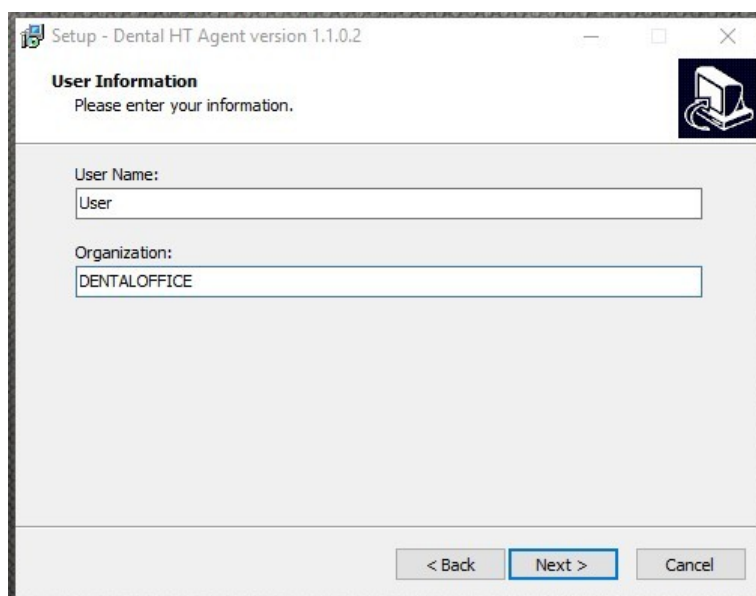 Setup - Dental HT Agent version 1.1.0.2
User Information
Please enter your information.
User Name:
User
Organization:
DENTALOFFICE
< Back
Next >
Cancel